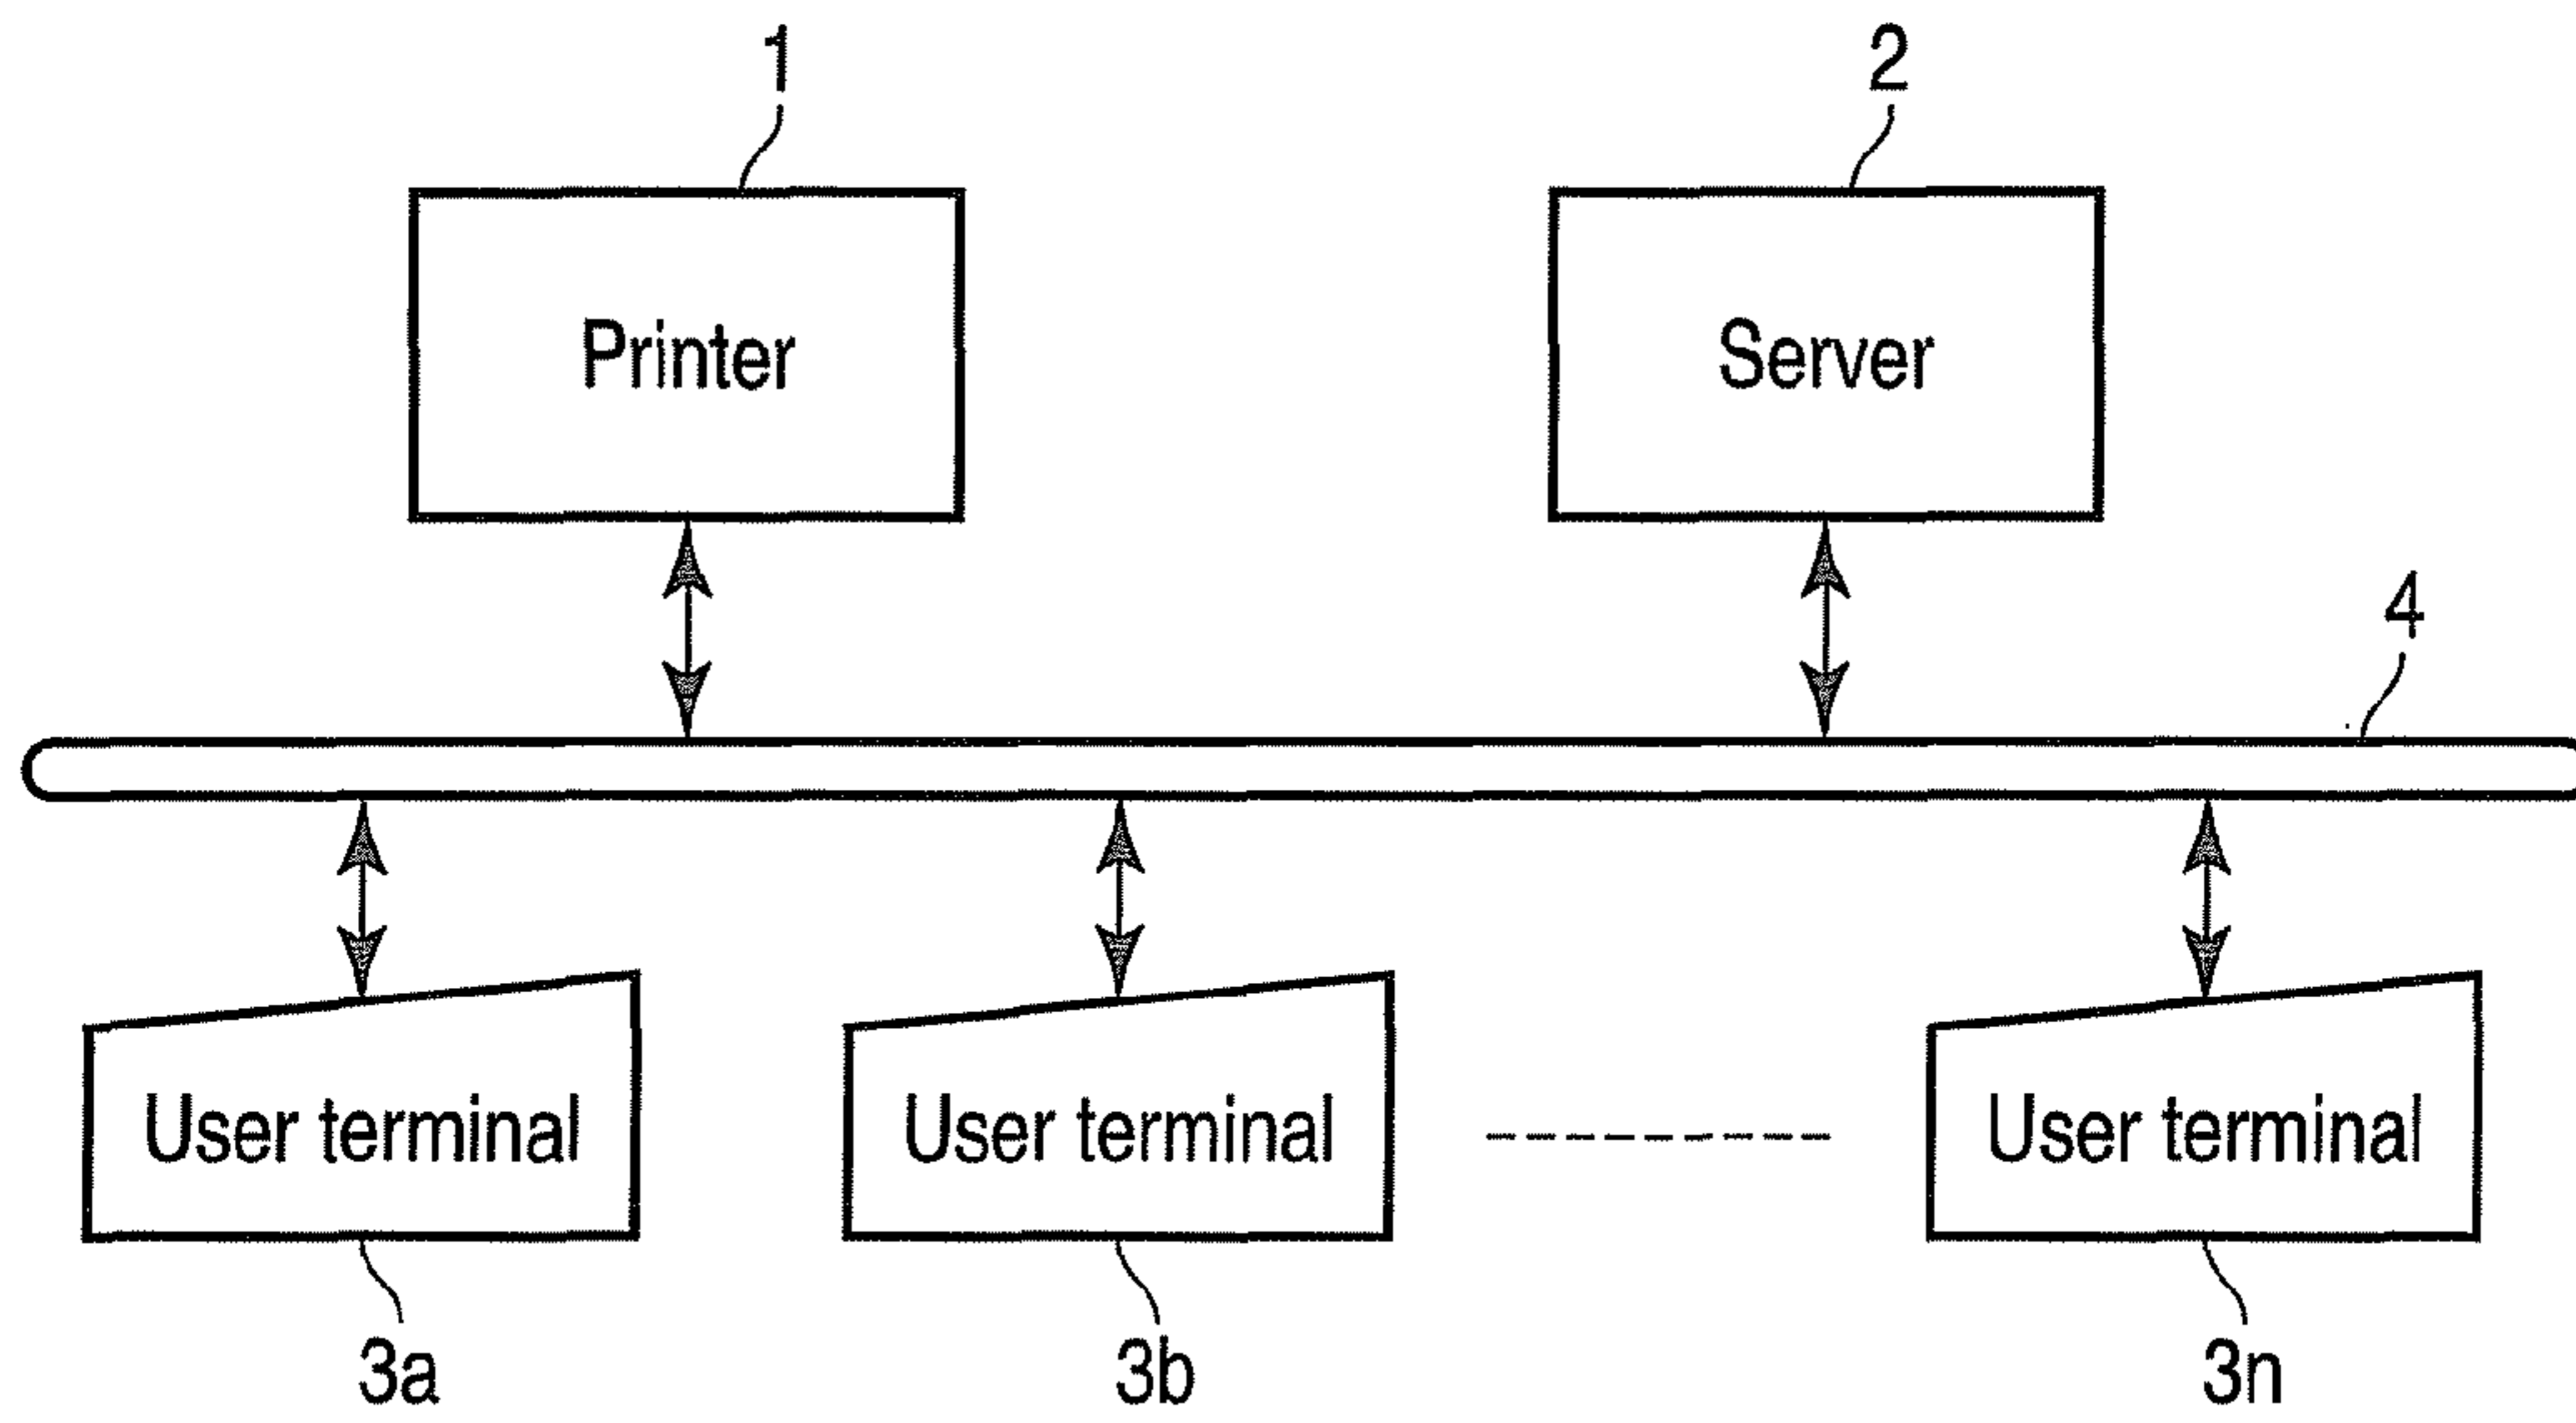 1
2
Printer
Server
4
User terminal
User terminal
User terminal
3a
3b
3n